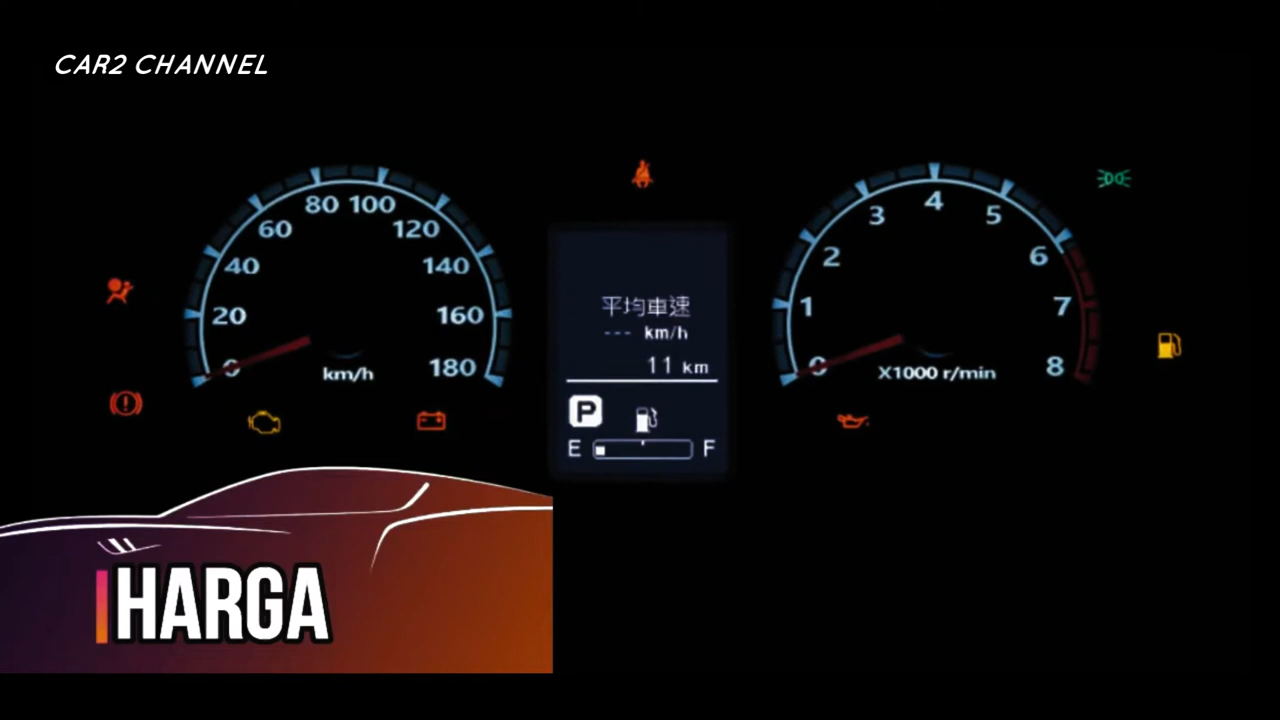 CAR2 CHANNEL
0 20 40 60 80 100 120 140 160 180
km/h
平均車速
--- km/h
11 km
P
E F
0 1 2 3 4 5 6 7 8
X1000 r/min
HARGA